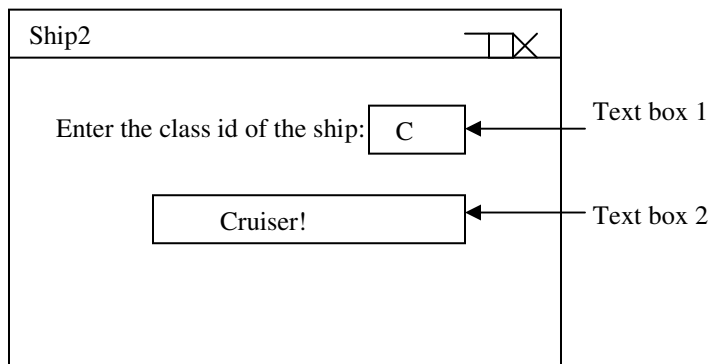 Ship2
Text box 1
Enter the class id of the ship: C
Text box 2
Cruiser!